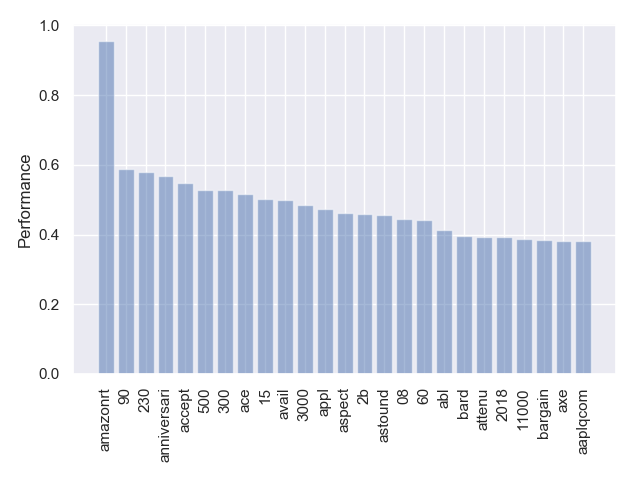 1.0
0.8
0.6
0.4
0.2
0.0
Performance
amazonrt
90
230
anniversari
accept
500
300
ace
15
avail
3000
appl
aspect
2b
astound
08
60
abl
bard
attenu
2018
11000
bargain
axe
aaplqcom